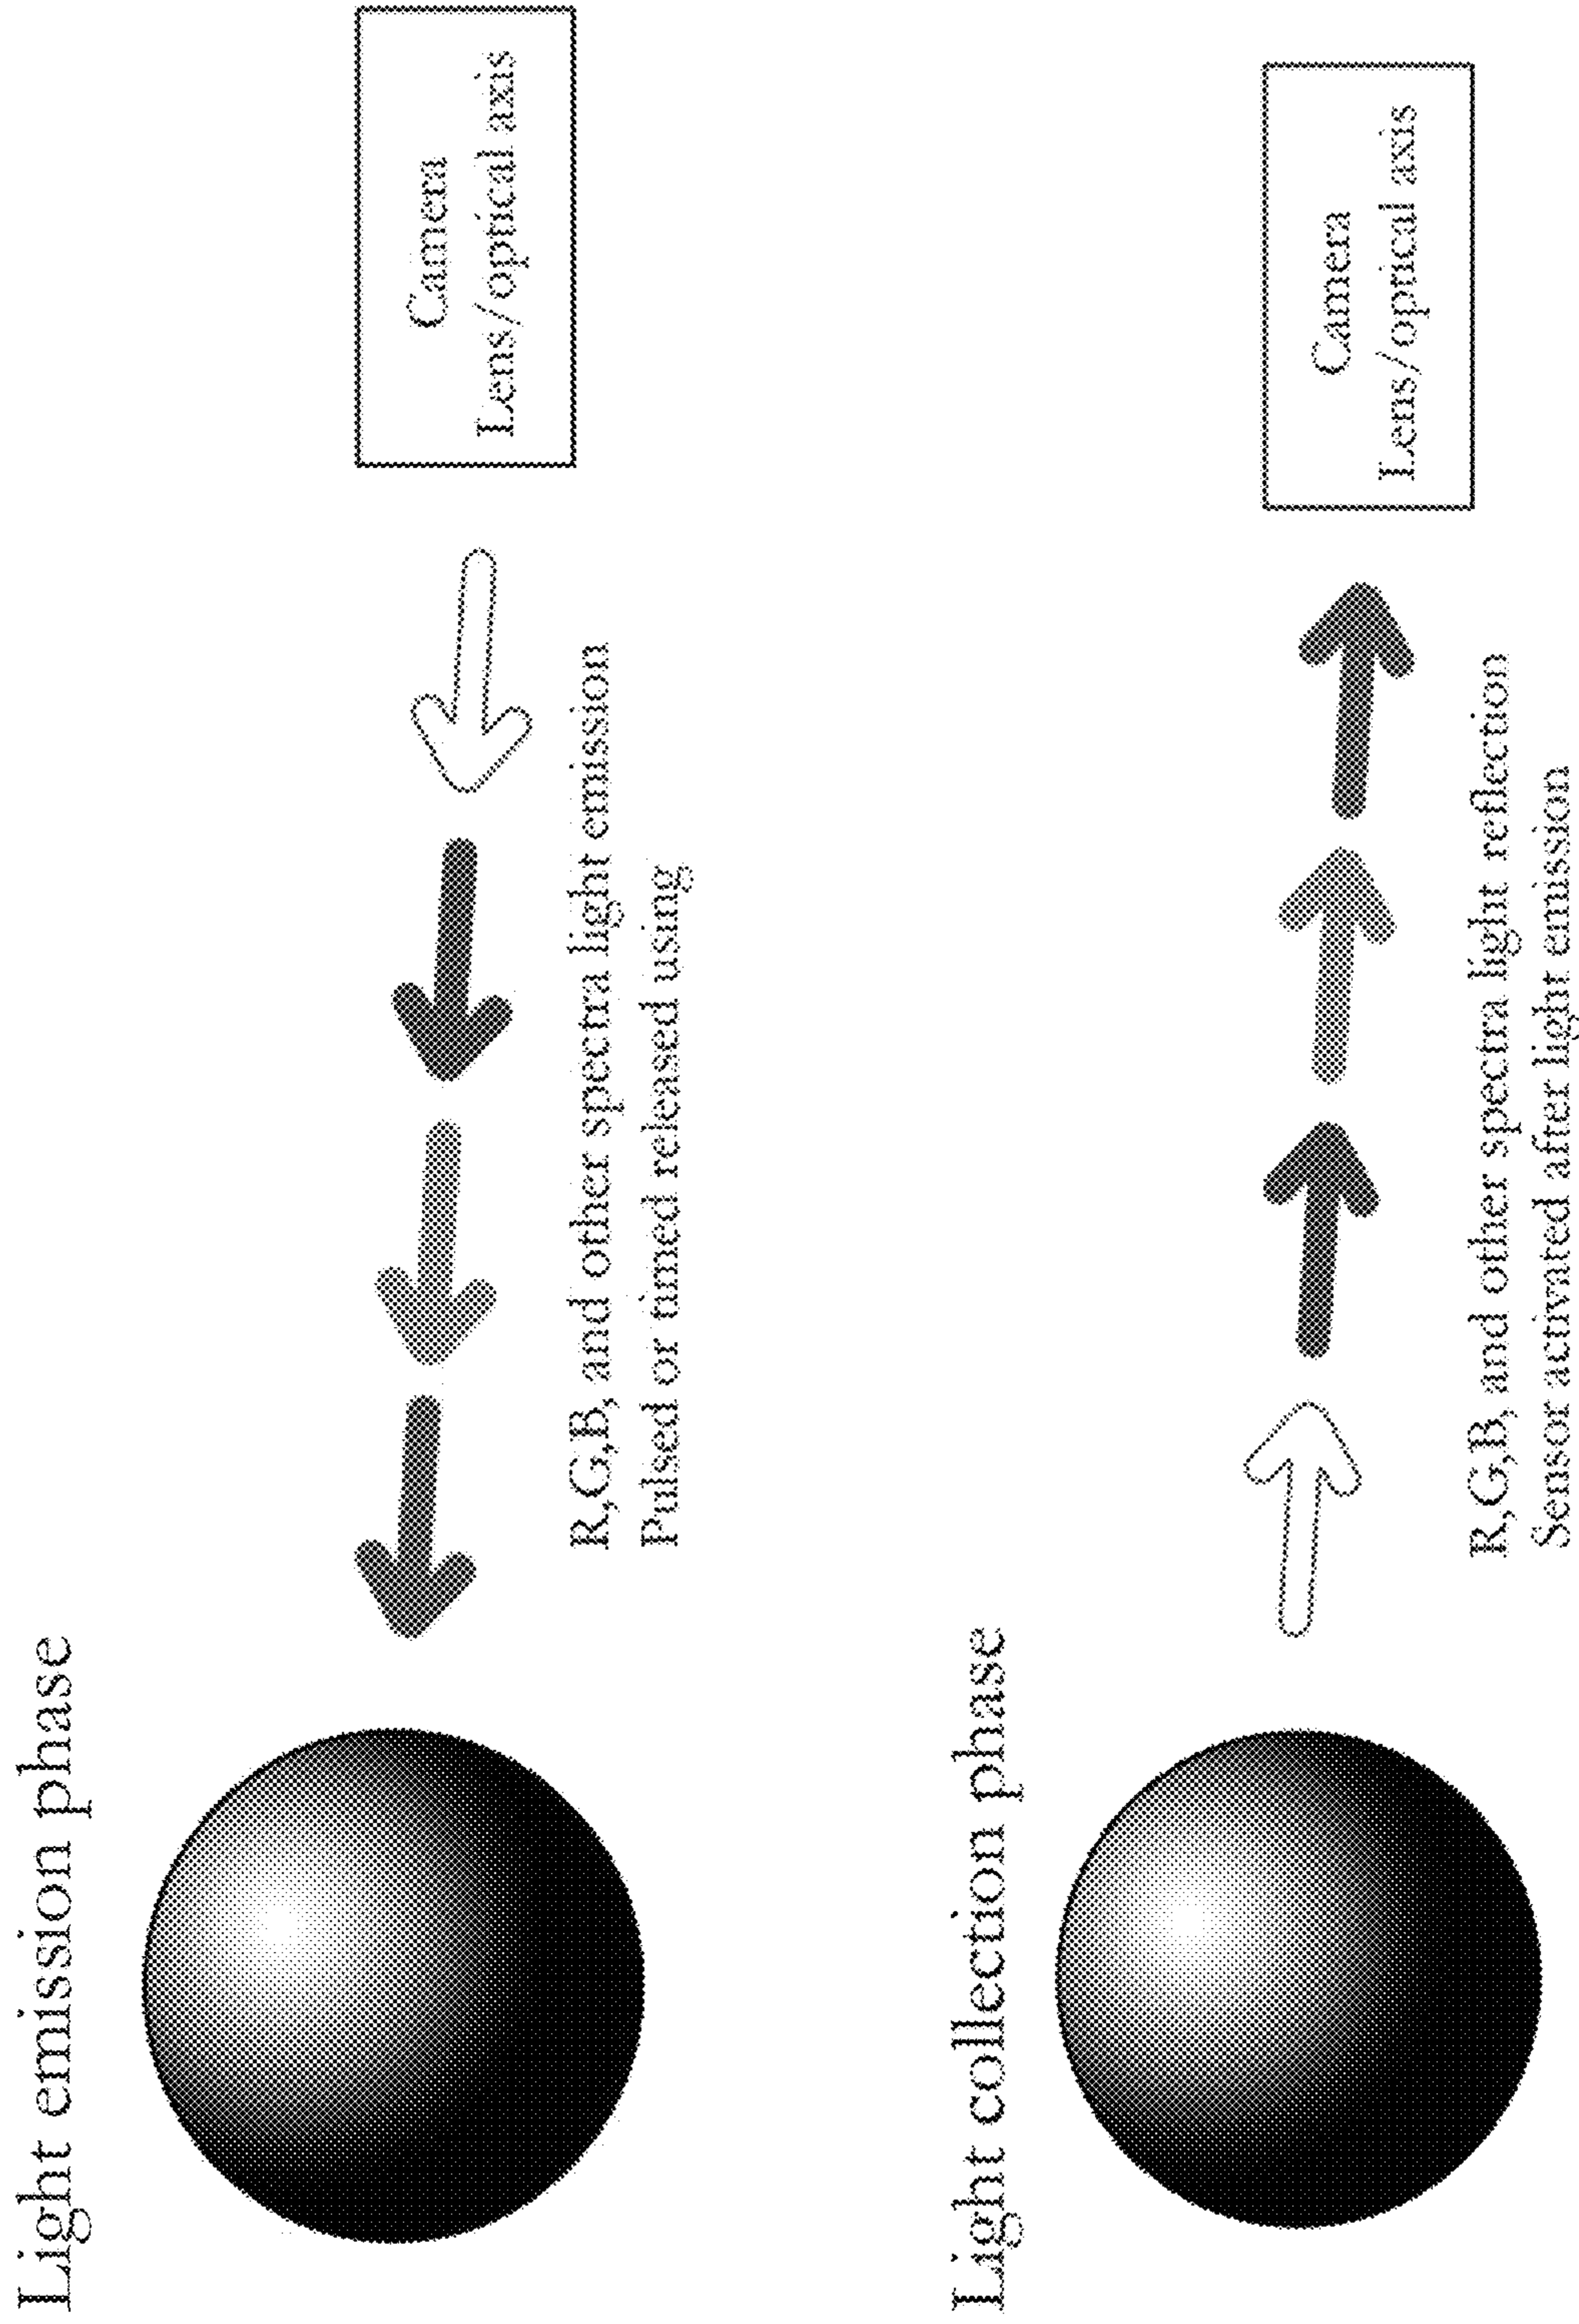 Light emission phase
Camera
Lens/optical axis
R,G,B, and other spectra light emission
Pulsed or timed released using
Light collection phase
Camera
Lens/optical axis
R,G,B, and other spectra light reflection
Sensor activated after light emission